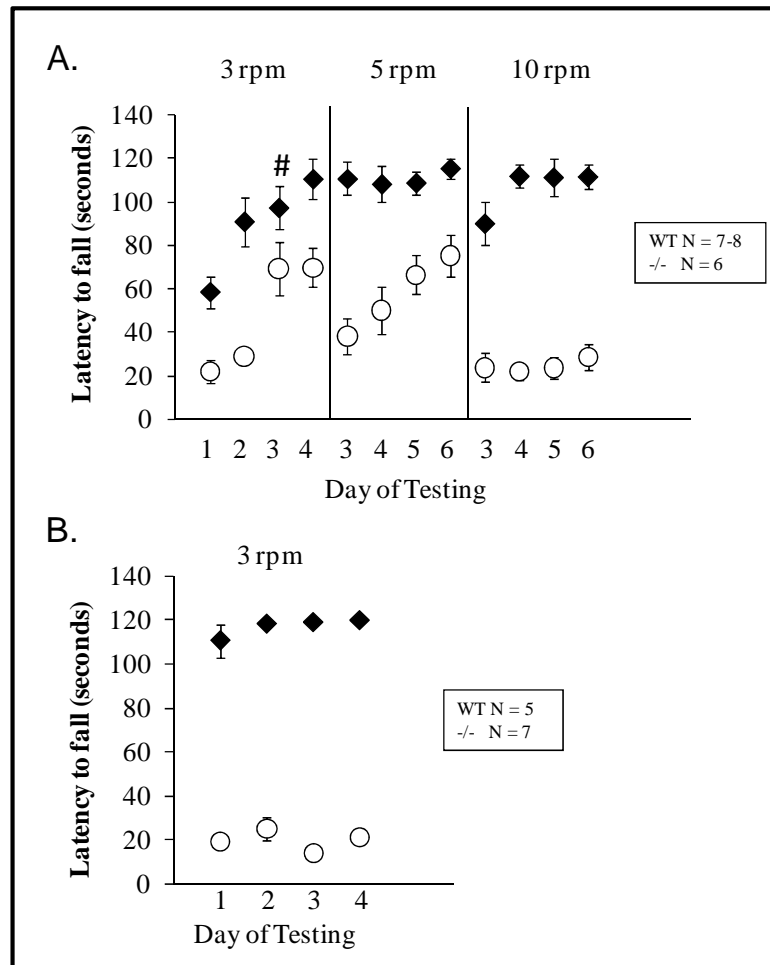 A.
3 rpm 5 rpm 10 rpm
140
120
100
80
60
40
20
0
#
Latency to fall (seconds)
WT N = 7-8
-/- N = 6
1 2 3 4 3 4 5 6 3 4 5 6
Day of Testing
B.
3 rpm
140
120
100
80
60
40
20
0
Latency to fall (seconds)
WT N = 5
-/- N = 7
1 2 3 4
Day of Testing